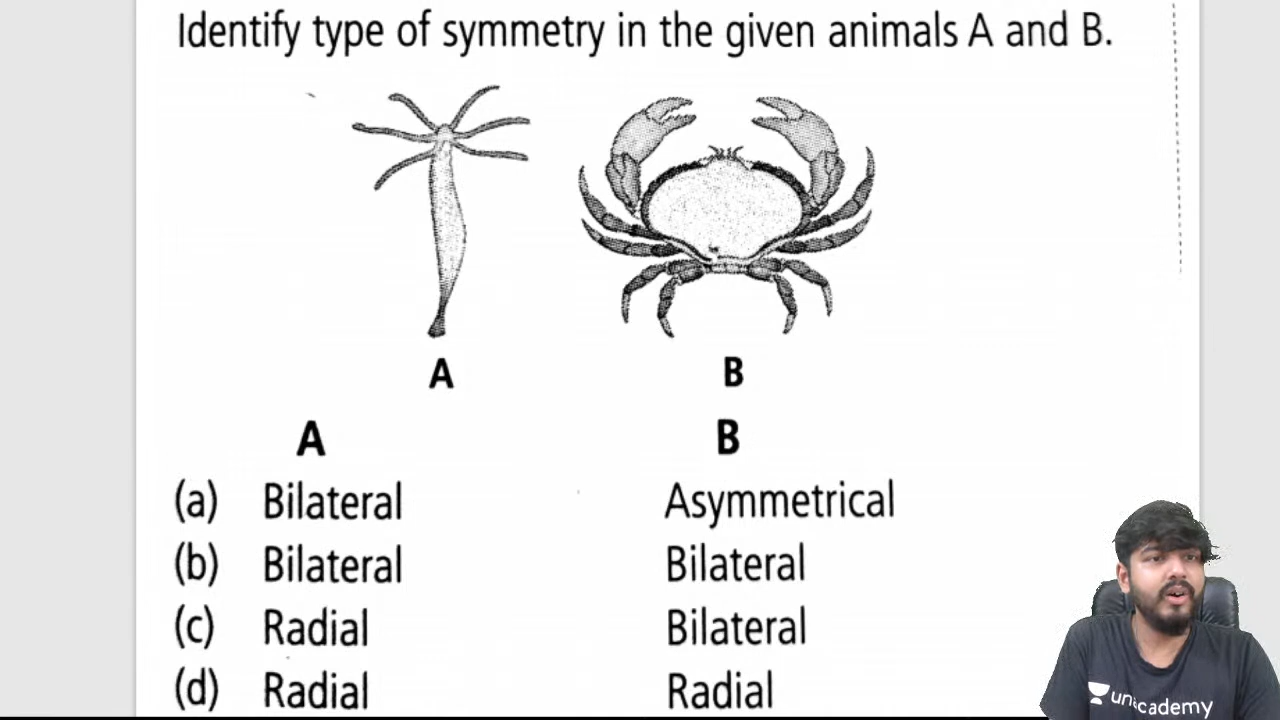 Identify type of symmetry in the given animals A and B.
A B
A B
(a) Bilateral Asymmetrical
(b) Bilateral Bilateral
(c) Radial Bilateral
(d) Radial Radial
unacademy